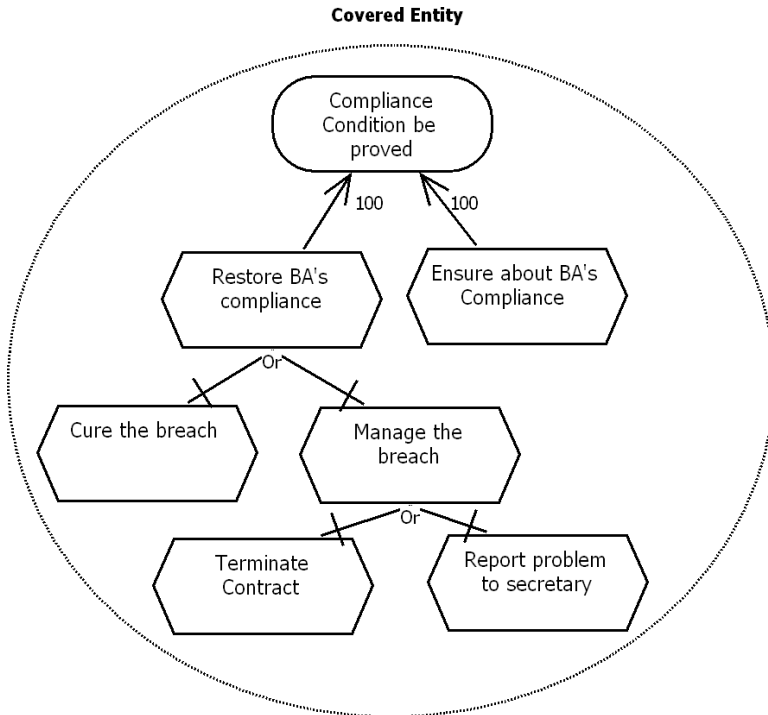 Covered Entity
Compliance
Condition be
proved
100
100
Restore BA's
compliance
Ensure about BA's
Compliance
Or
Cure the breach
Manage the
breach
Or
Terminate
Contract
Report problem
to secretary